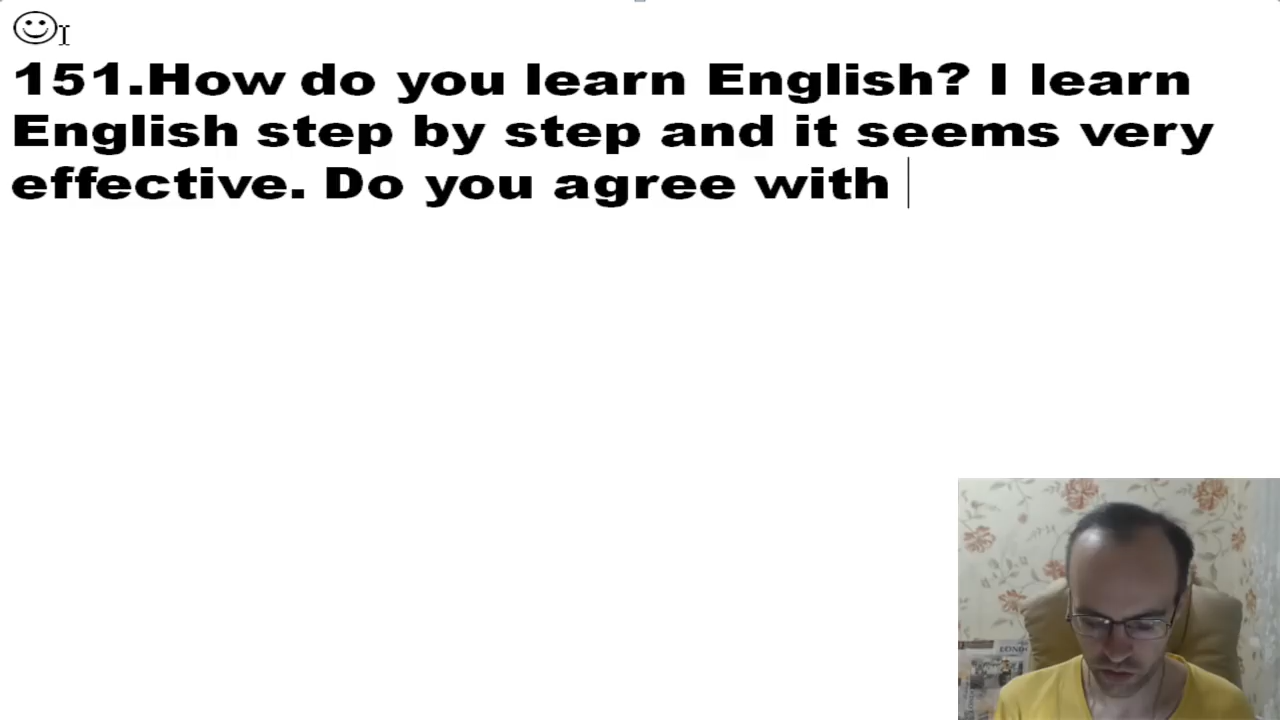 151.How do you learn English? I learn
English step by step and it seems very
effective. Do you agree with